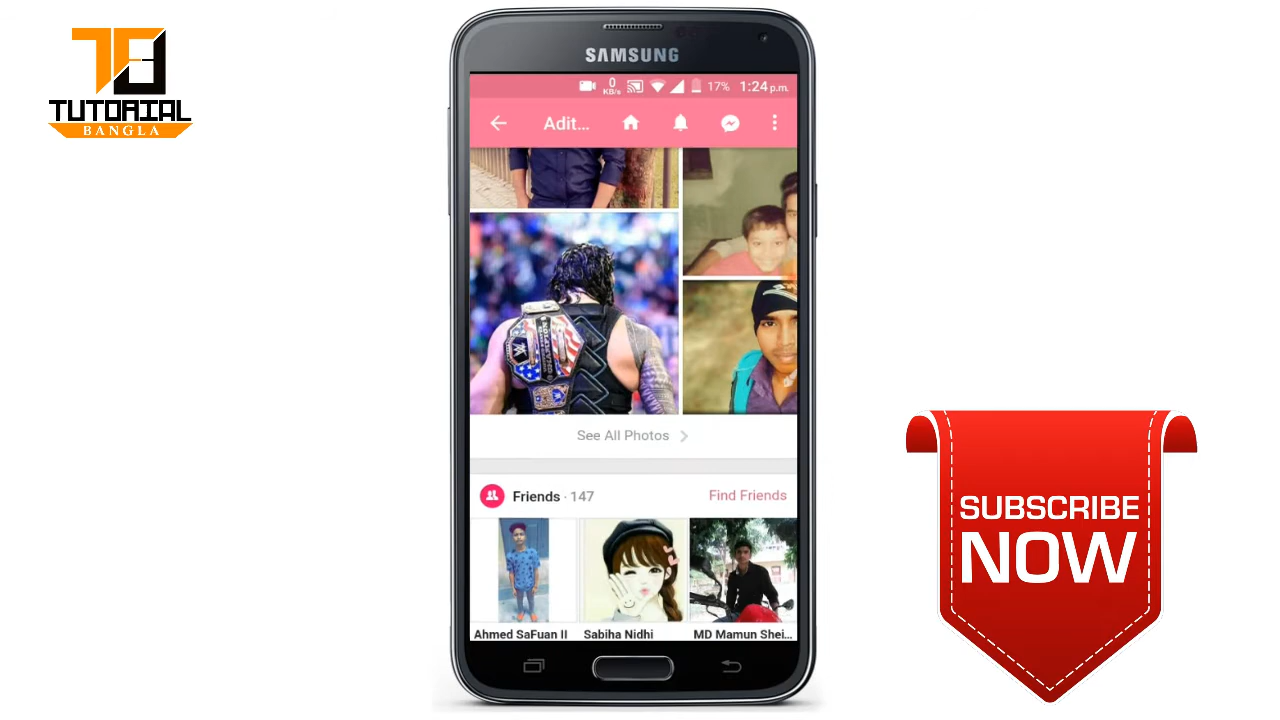 TUTORIAL
BANGLA
SAMSUNG
0
KB/s
17%
1:24 p.m.
Adit...
CHAMPION
See All Photos
Friends · 147
Find Friends
Ahmed SaFuan II
Sabiha Nidhi
MD Mamun Shei...
SUBSCRIBE
NOW